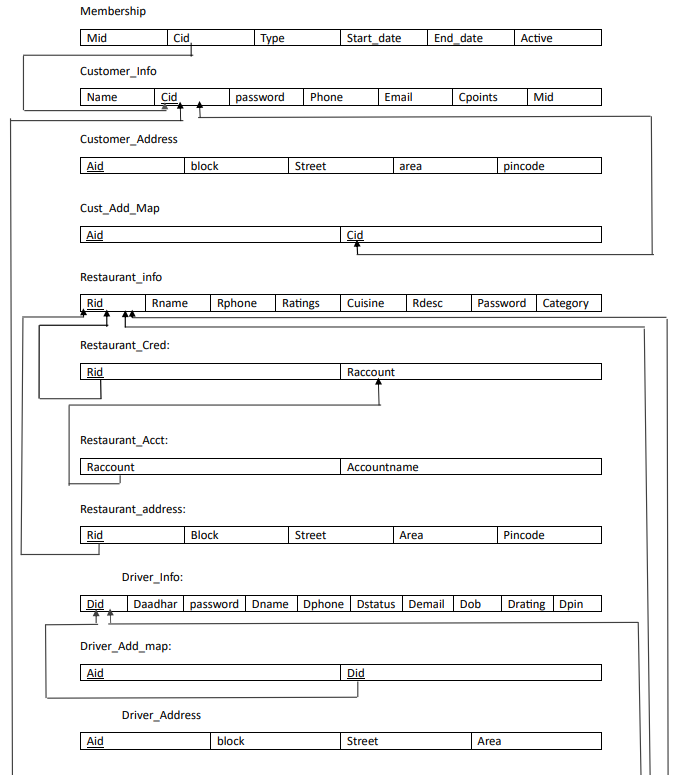 Membership
Mid Cid Type Start_date End_date Active
Customer_Info
Name Cid password Phone Email Cpoints Mid
Customer_Address
Aid block Street area pincode
Cust_Add_Map
Aid Cid
Restaurant_info
Rid Rname Rphone Ratings Cuisine Rdesc Password Category
Restaurant_Cred:
Rid Raccount
Restaurant_Acct:
Raccount Accountname
Restaurant_address:
Rid Block Street Area Pincode
Driver_Info:
Did Daadhar password Dname Dphone Dstatus Demail Dob Drating Dpin
Driver_Add_map:
Aid Did
Driver_Address
Aid block Street Area